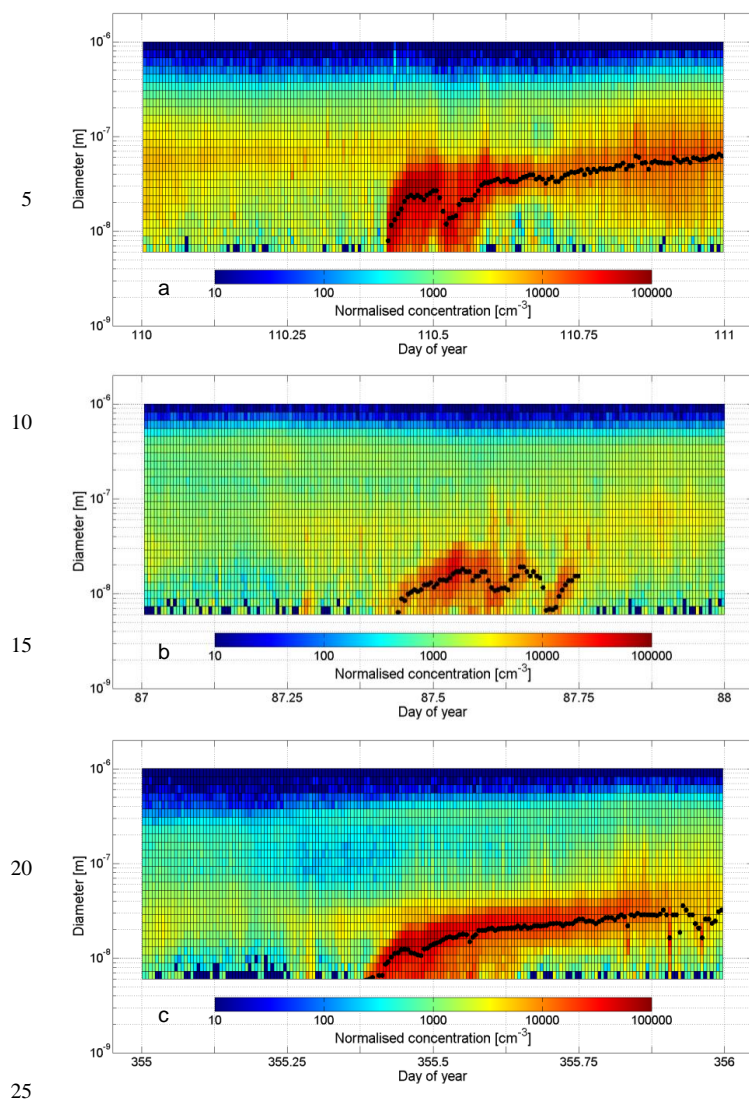 10⁻⁶
10⁻⁷
10⁻⁸
10⁻⁹
Diameter [m]
5
a
10 100 1000 10000 100000
Normalised concentration [cm⁻³]
110 110.25 110.5 110.75 111
Day of year
10⁻⁶
10
10⁻⁷
10⁻⁸
10⁻⁹
Diameter [m]
15
b
10 100 1000 10000 100000
Normalised concentration [cm⁻³]
87 87.25 87.5 87.75 88
Day of year
10⁻⁶
10⁻⁷
10⁻⁸
10⁻⁹
Diameter [m]
20
c
10 100 1000 10000 100000
Normalised concentration [cm⁻³]
355 355.25 355.5 355.75 356
Day of year
25